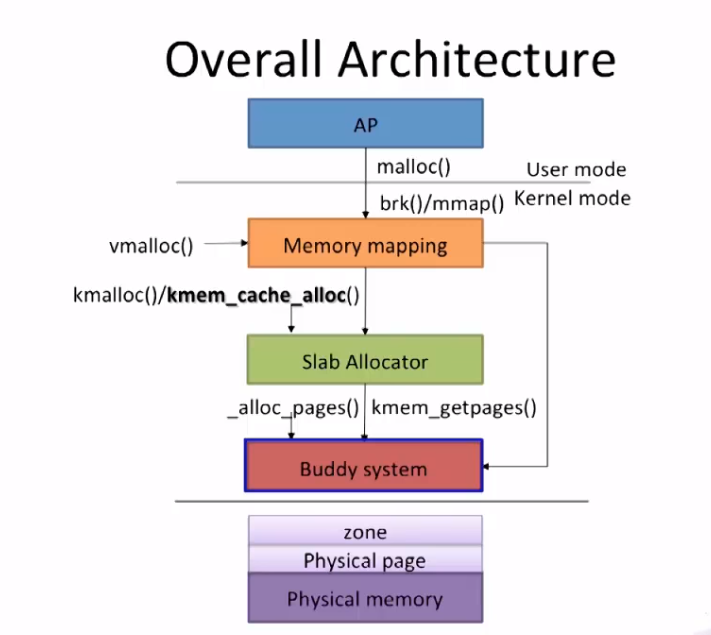 Overall Architecture
AP
malloc()
User mode
brk()/mmap()
Kernel mode
vmalloc()
Memory mapping
kmalloc()/kmem_cache_alloc()
Slab Allocator
_alloc_pages()
kmem_getpages()
Buddy system
zone
Physical page
Physical memory